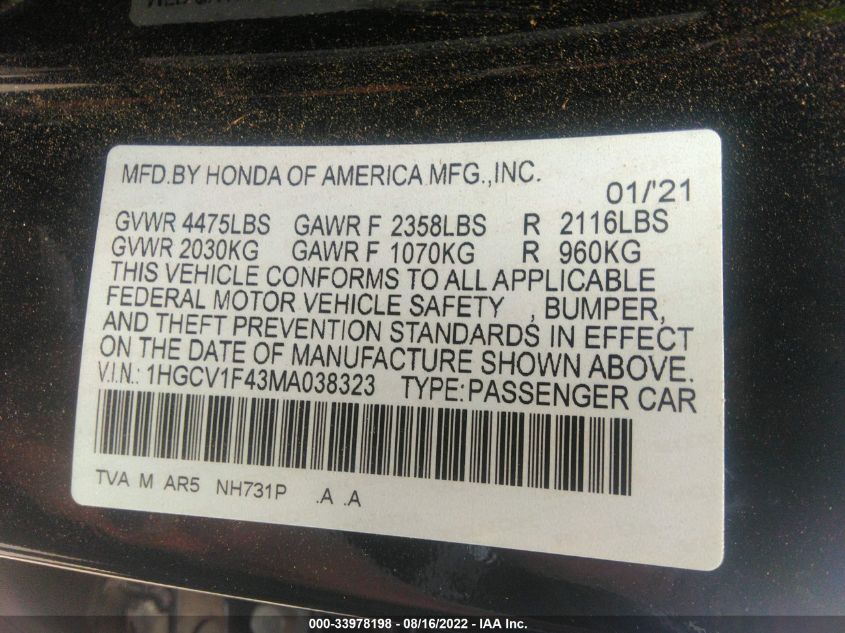 MFD.BY HONDA OF AMERICA MFG.,INC.
01/'21
GVWR 4475LBS GAWR F 2358LBS R 2116LBS
GVWR 2030KG GAWR F 1070KG R 960KG
THIS VEHICLE CONFORMS TO ALL APPLICABLE
FEDERAL MOTOR VEHICLE SAFETY , BUMPER,
AND THEFT PREVENTION STANDARDS IN EFFECT
ON THE DATE OF MANUFACTURE SHOWN ABOVE.
V.I.N.: 1HGCV1F43MA038323 TYPE:PASSENGER CAR
TVA M AR5 NH731P .A .A
000-33978198 - 08/16/2022 - IAA Inc.